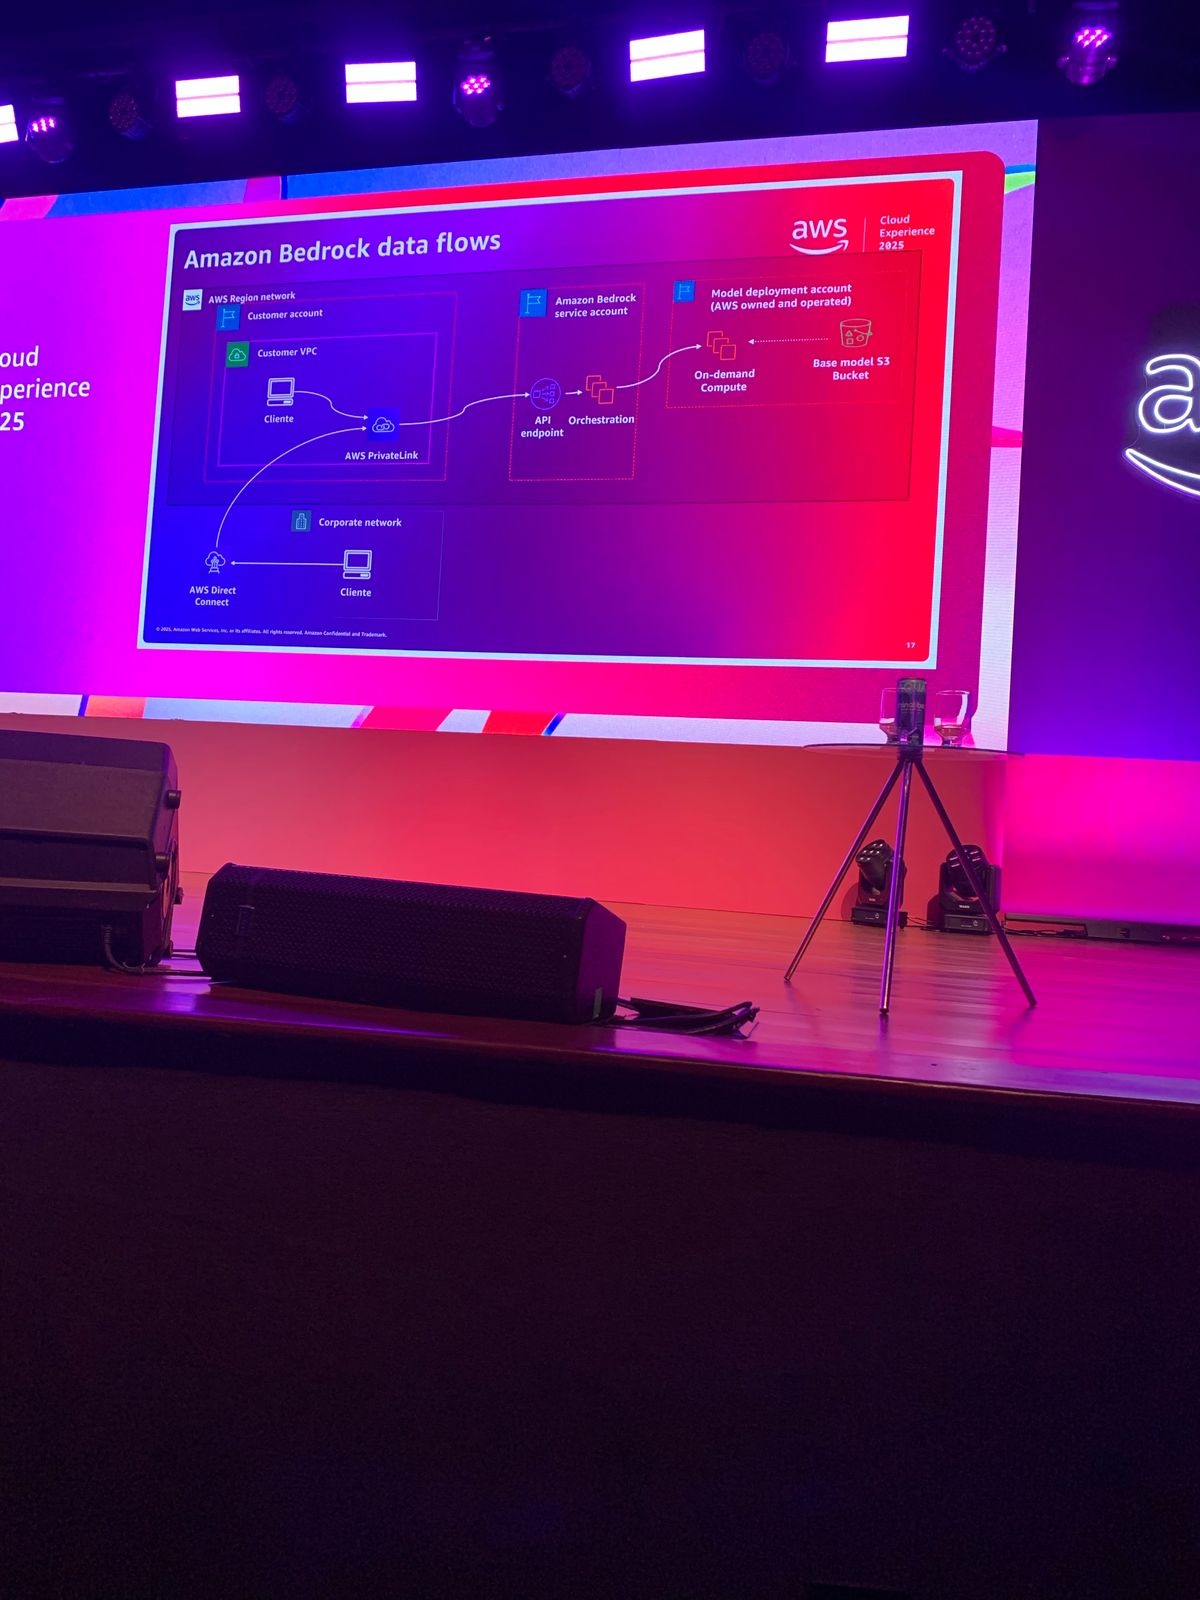 Amazon Bedrock data flows
aws
Cloud
Experience
2025
aws
AWS Region network
Customer account
Customer VPC
Cliente
AWS PrivateLink
Amazon Bedrock
service account
API
endpoint
Orchestration
Model deployment account
(AWS owned and operated)
On-demand
Compute
Base model S3
Bucket
Corporate network
AWS Direct
Connect
Cliente
© 2025, Amazon Web Services, Inc. or its affiliates. All rights reserved. Amazon Confidential and Trademark.
17
oud
perience
25
a